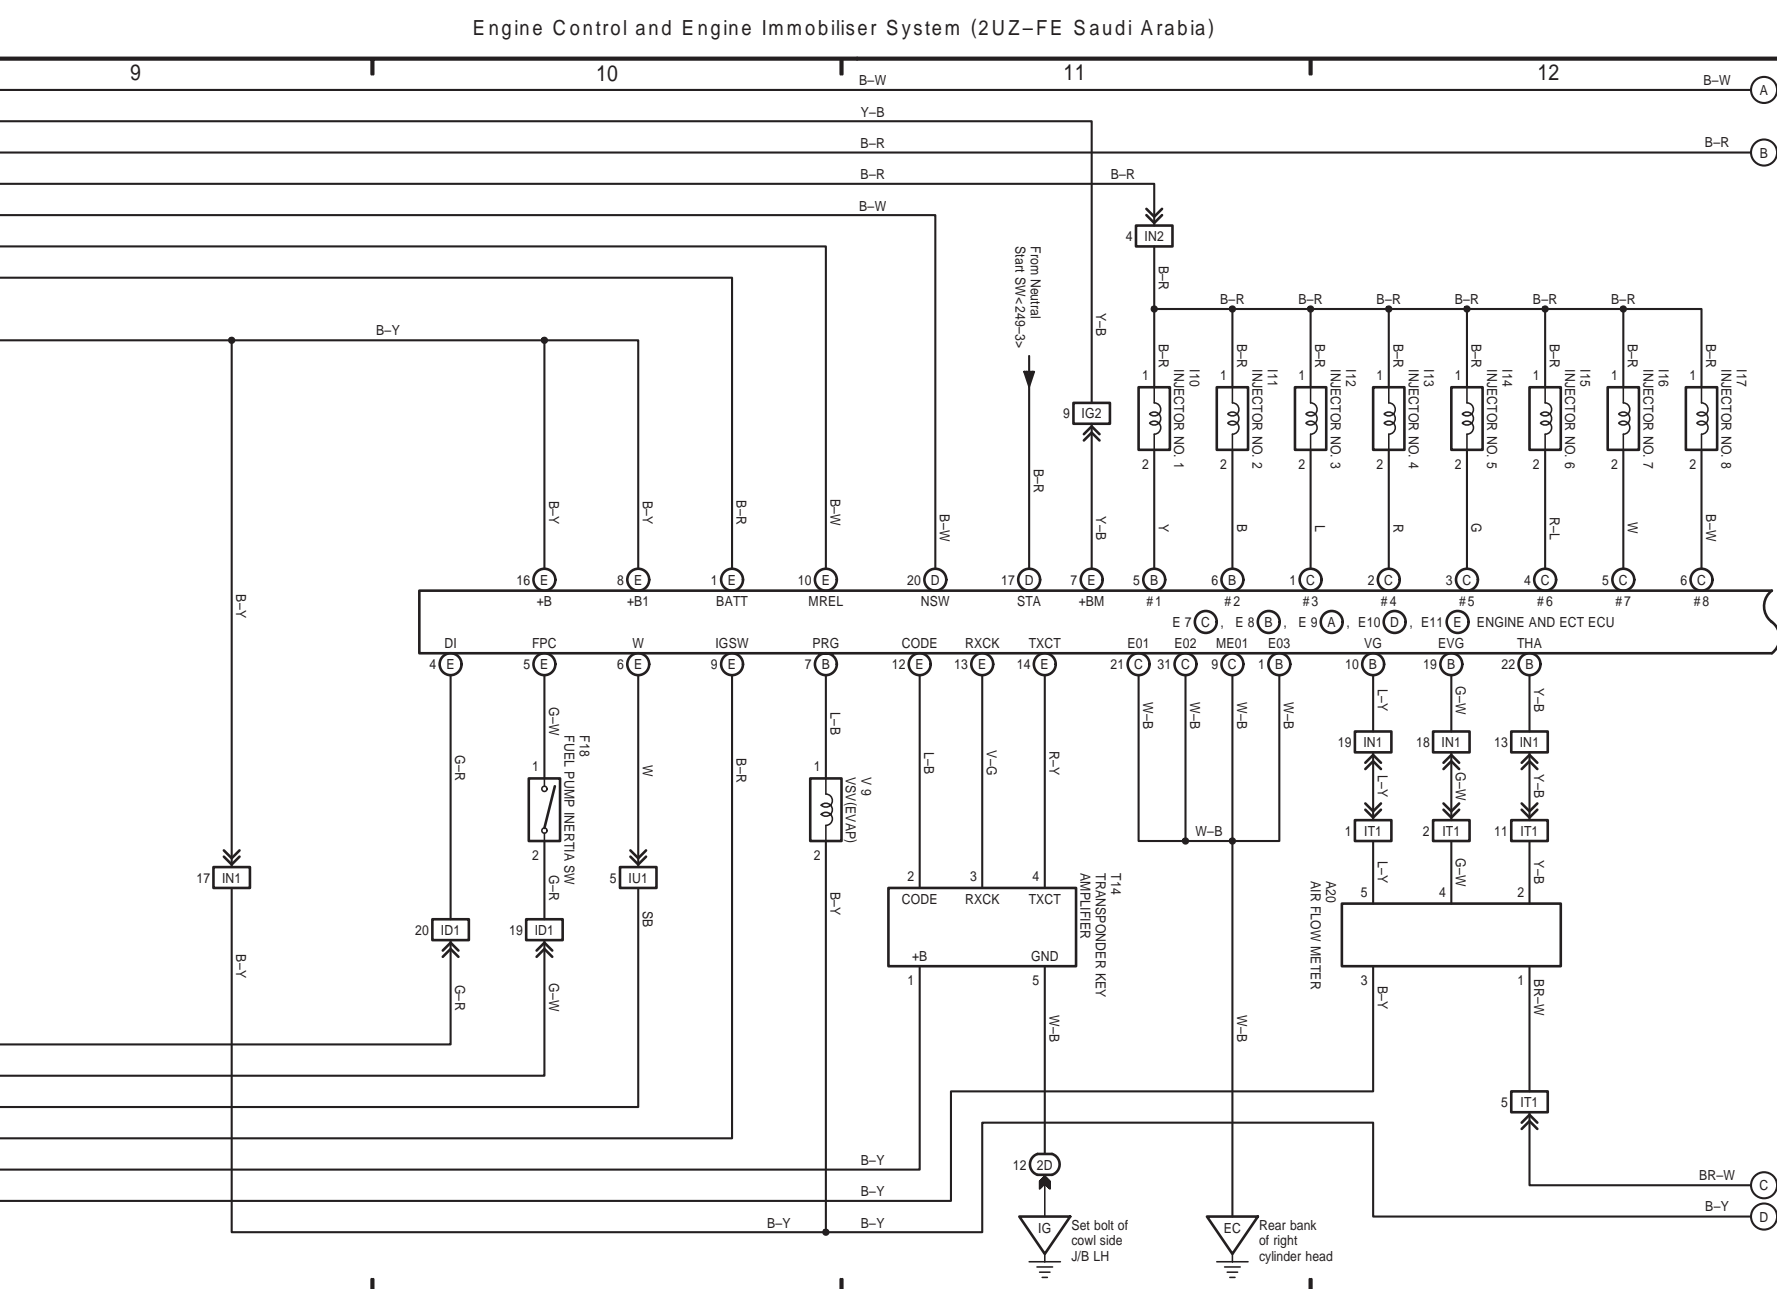 Engine Control and Engine Immobiliser System (2UZ–FE Saudi Arabia)
9 10 11 12
B–W B–W A
Y–B
B–R B–R B
B–R B–R
B–W
4 IN2
From Neutral
Start SW<249–3>
B–R
B–R B–R B–R B–R B–R B–R
B–Y
Y–B
B–R B–R B–R B–R B–R B–R B–R B–R
1 1 1 1 1 1 1 1
I10
INJECTOR NO. 1
I11
INJECTOR NO. 2
I12
INJECTOR NO. 3
I13
INJECTOR NO. 4
I14
INJECTOR NO. 5
I15
INJECTOR NO. 6
I16
INJECTOR NO. 7
I17
INJECTOR NO. 8
9 IG2
2 2 2 2 2 2 2 2
B–Y B–Y B–R B–W B–W B–R Y–B Y B L R G R–L W B–W
16 E 8 E 1 E 10 E 20 D 17 D 7 E 5 B 6 B 1 C 2 C 3 C 4 C 5 C 6 C
+B +B1 BATT MREL NSW STA +BM #1 #2 #3 #4 #5 #6 #7 #8
E 7 C , E 8 B , E 9 A , E10 D , E11 E ENGINE AND ECT ECU
DI FPC W IGSW PRG CODE RXCK TXCT E01 E02 ME01 E03 VG EVG THA
4 E 5 E 6 E 9 E 7 B 12 E 13 E 14 E 21 C 31 C 9 C 1 B 10 B 19 B 22 B
B–Y
G–W L–B W–B W–B W–B W–B L–Y G–W Y–B
19 IN1 18 IN1 13 IN1
G–R W B–R L–B V–G R–Y L–Y G–W Y–B
F18
FUEL PUMP INERTIA SW
1
2
V 9
VSV(EVAP)
1
2
W–B
1 IT1 2 IT1 11 IT1
17 IN1
5 IU1
G–R SB B–Y
L–Y G–W Y–B
2 3 4
CODE RXCK TXCT
T14
TRANSPONDER KEY
AMPLIFIER
+B GND
1 5
A20
AIR FLOW METER
5 4 2
3 1
20 ID1 19 ID1
B–Y G–R G–W
B–Y BR–W
W–B W–B
5 IT1
B–Y
12 2D
BR–W C
B–Y
B–Y D
B–Y B–Y
IG
Set bolt of
cowl side
J/B LH
EC
Rear bank
of right
cylinder head